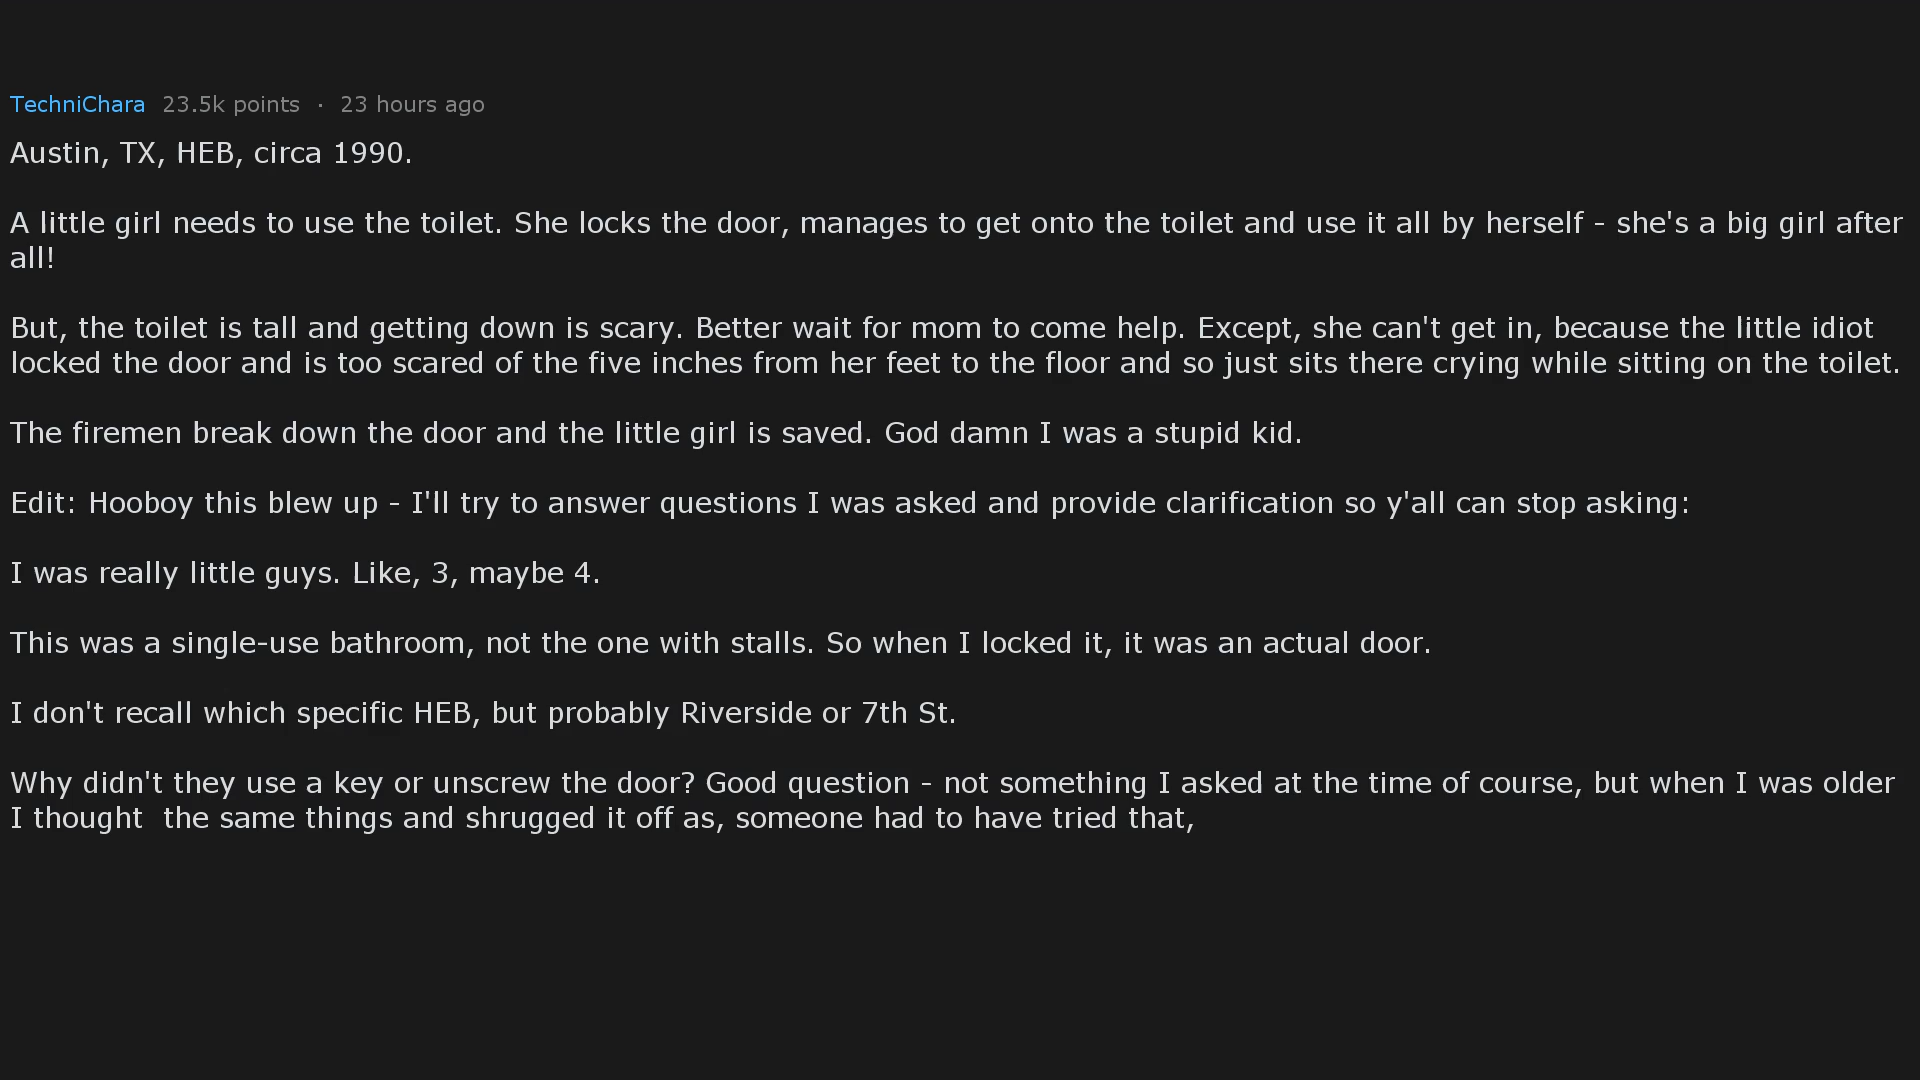 TechniChara 23.5k points · 23 hours ago
Austin, TX, HEB, circa 1990.
A little girl needs to use the toilet. She locks the door, manages to get onto the toilet and use it all by herself - she's a big girl after
all!
But, the toilet is tall and getting down is scary. Better wait for mom to come help. Except, she can't get in, because the little idiot
locked the door and is too scared of the five inches from her feet to the floor and so just sits there crying while sitting on the toilet.
The firemen break down the door and the little girl is saved. God damn I was a stupid kid.
Edit: Hooboy this blew up - I'll try to answer questions I was asked and provide clarification so y'all can stop asking:
I was really little guys. Like, 3, maybe 4.
This was a single-use bathroom, not the one with stalls. So when I locked it, it was an actual door.
I don't recall which specific HEB, but probably Riverside or 7th St.
Why didn't they use a key or unscrew the door? Good question - not something I asked at the time of course, but when I was older
I thought  the same things and shrugged it off as, someone had to have tried that,